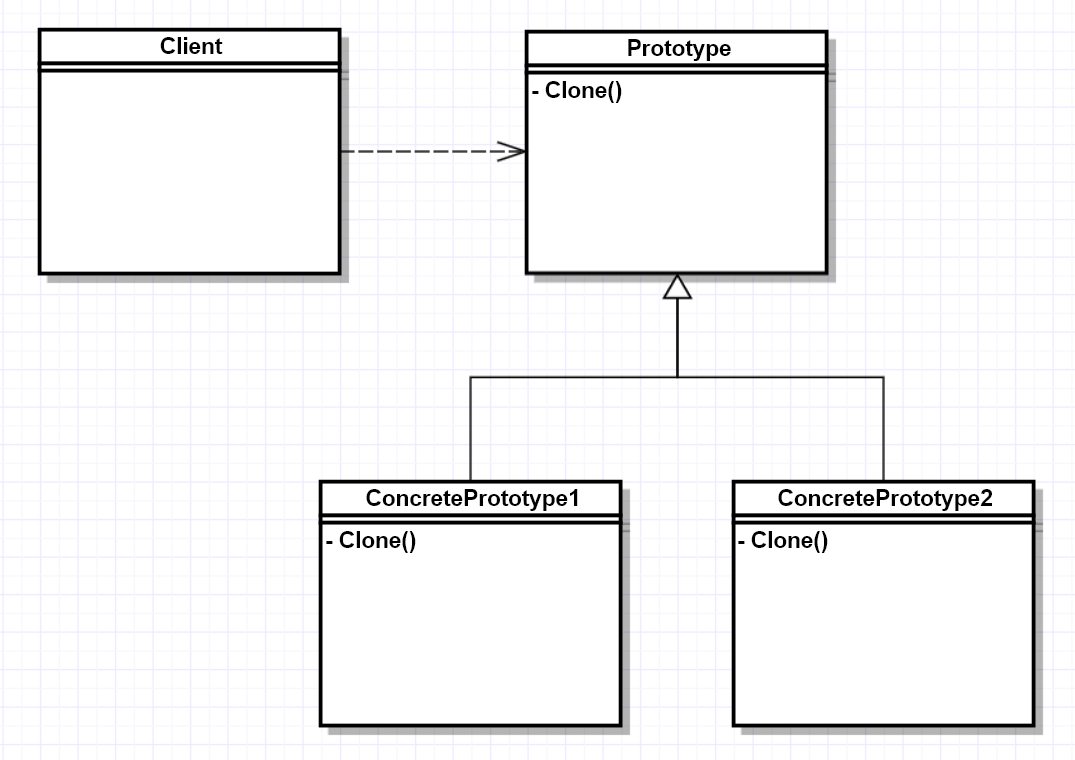 Client
Prototype
- Clone()
ConcretePrototype1
- Clone()
ConcretePrototype2
- Clone()